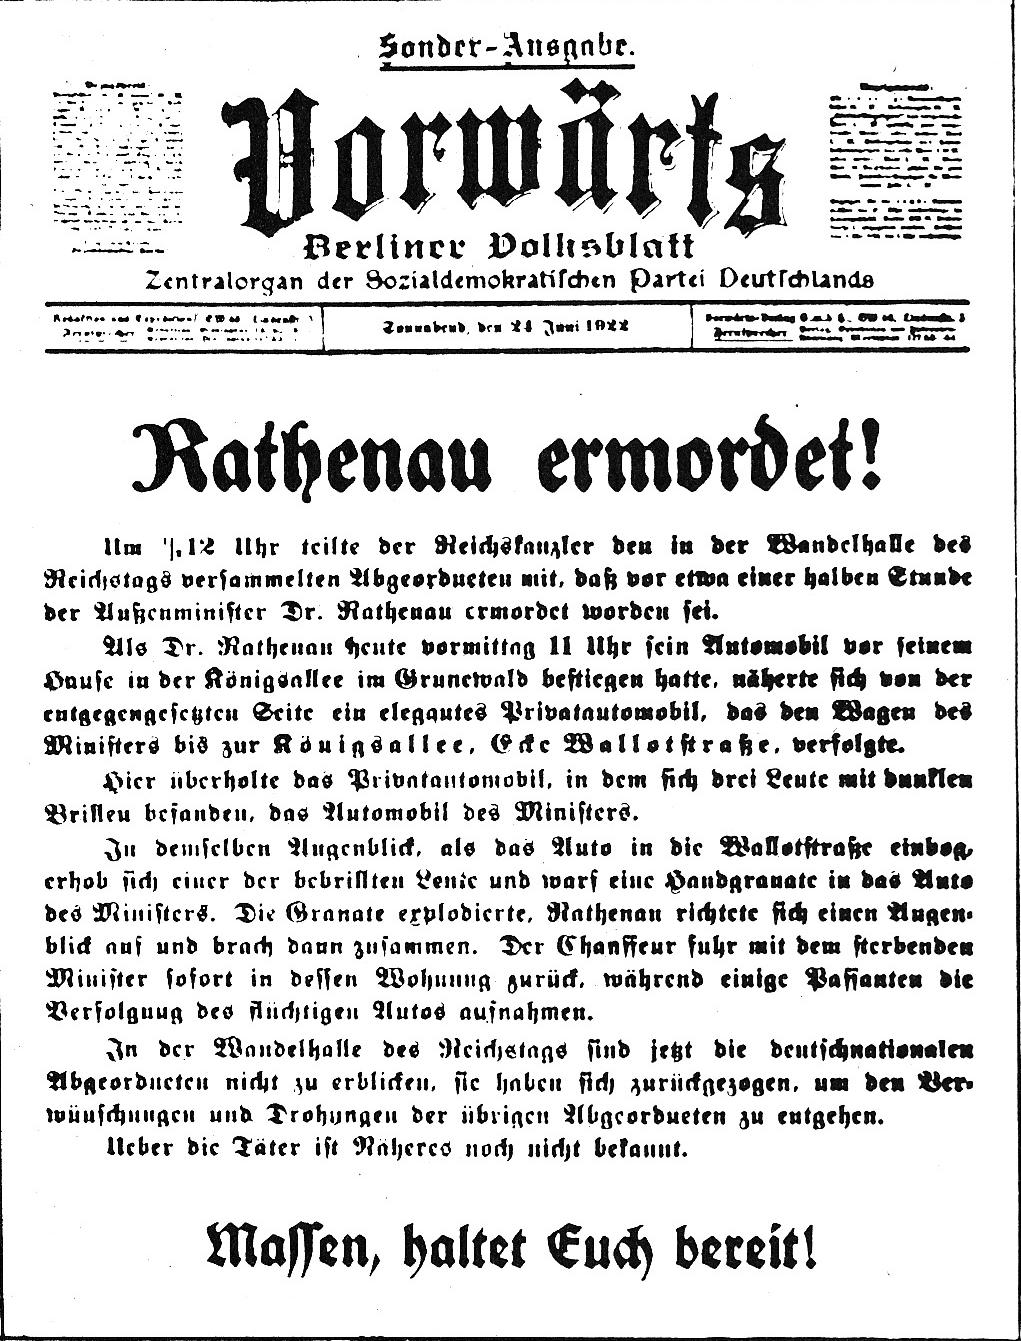 Sonder-Ausgabe.
Vorwärts
Berliner Volksblatt
Zentralorgan der Sozialdemokratischen Partei Deutschlands
Sonnabend, den 24 Juni 1922
Rathenau ermordet!
Um 12 Uhr teilte der Reichskanzler den in der Wandelhalle des
Reichstags versammelten Abgeordneten mit, daß vor etwa einer halben Stunde
der Außenminister Dr. Rathenau ermordet worden sei.
Als Dr. Rathenau heute vormittag 11 Uhr sein Automobil vor seinem
Hause in der Königsallee im Grunewald bestiegen hatte, näherte sich von der
entgegengesetzten Seite ein elegantes Privatautomobil, das den Wagen des
Ministers bis zur Königsallee, Ecke Wallotstraße, verfolgte.
Hier überholte das Privatautomobil, in dem sich drei Leute mit dunklen
Brillen befanden, das Automobil des Ministers.
In demselben Augenblick, als das Auto in die Wallotstraße einbog,
erhob sich einer der bebrillten Leute und warf eine Handgranate in das Auto
des Ministers. Die Granate explodierte, Rathenau richtete sich einen Augen-
blick auf und brach dann zusammen. Der Chauffeur fuhr mit dem sterbenden
Minister sofort in dessen Wohnung zurück, während einige Passanten die
Verfolgung des flüchtigen Autos aufnahmen.
In der Wandelhalle des Reichstags sind jetzt die deutschnationalen
Abgeordneten nicht zu erblicken, sie haben sich zurückgezogen, um den Ver-
wünschungen und Drohungen der übrigen Abgeordneten zu entgehen.
Ueber die Täter ist Näheres noch nicht bekannt.
Massen, haltet Euch bereit!